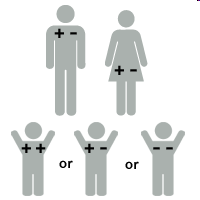 + -
+ -
+ + or + - or - -